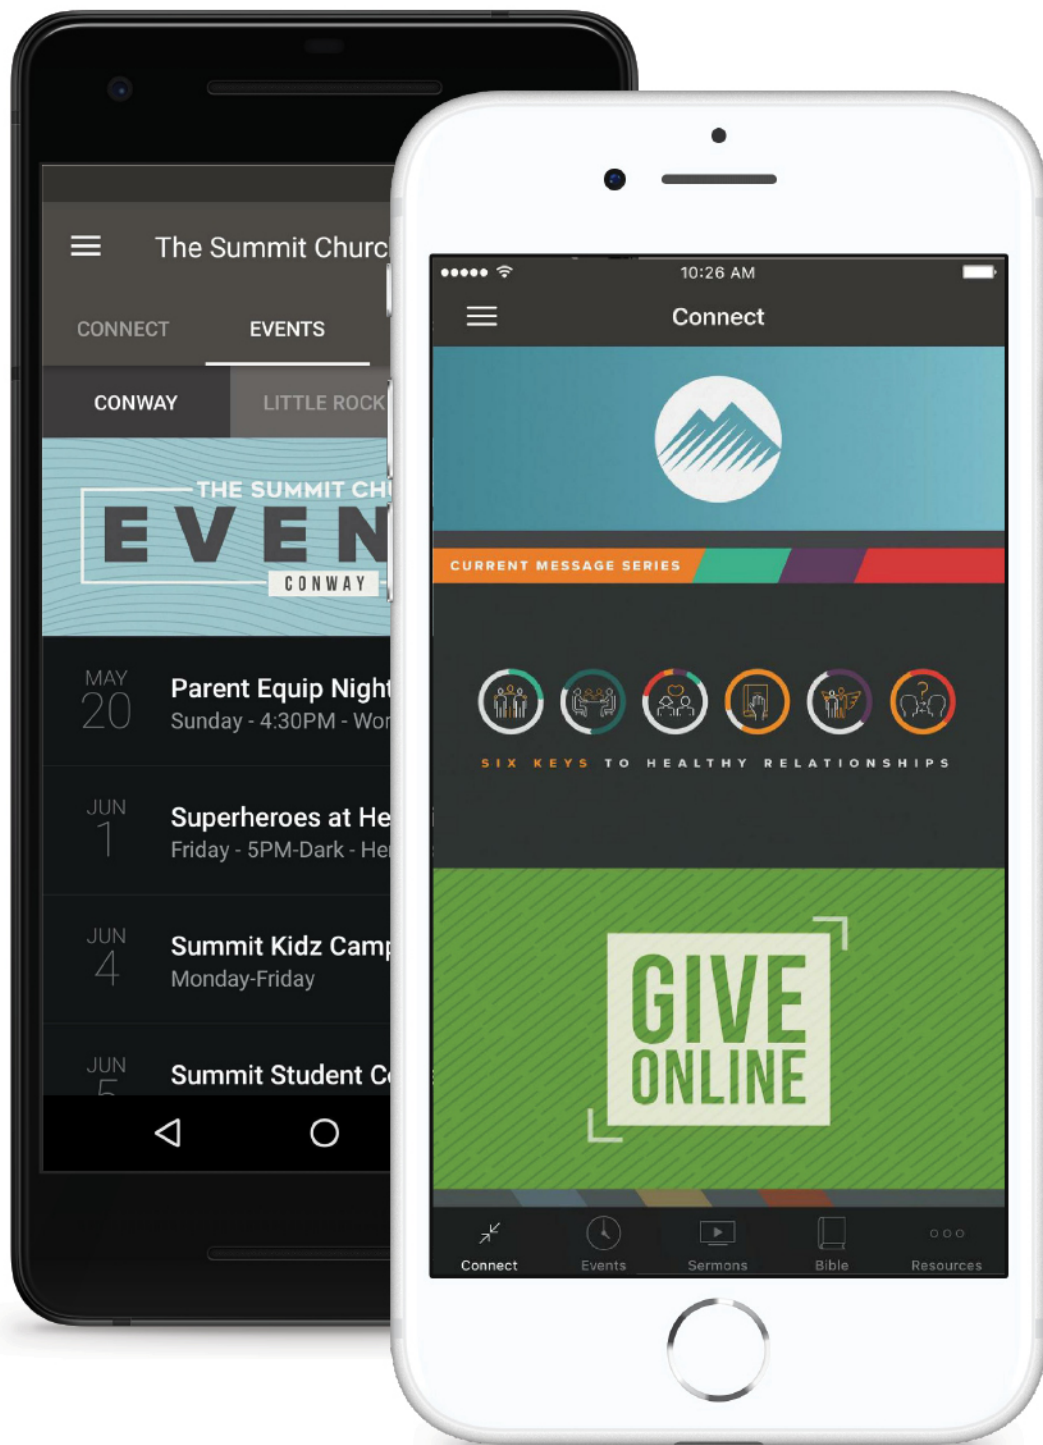 The Summit Churc
CONNECT
EVENTS
CONWAY
LITTLE ROCK
THE SUMMIT CH
EVEN
CONWAY
MAY
20
Parent Equip Night
Sunday - 4:30PM - Wor
JUN
1
Superheroes at He
Friday - 5PM-Dark - He
JUN
4
Summit Kidz Camp
Monday-Friday
JUN
5
Summit Student C
10:26 AM
Connect
CURRENT MESSAGE SERIES
SIX KEYS TO HEALTHY RELATIONSHIPS
GIVE
ONLINE
Connect
Events
Sermons
Bible
Resources